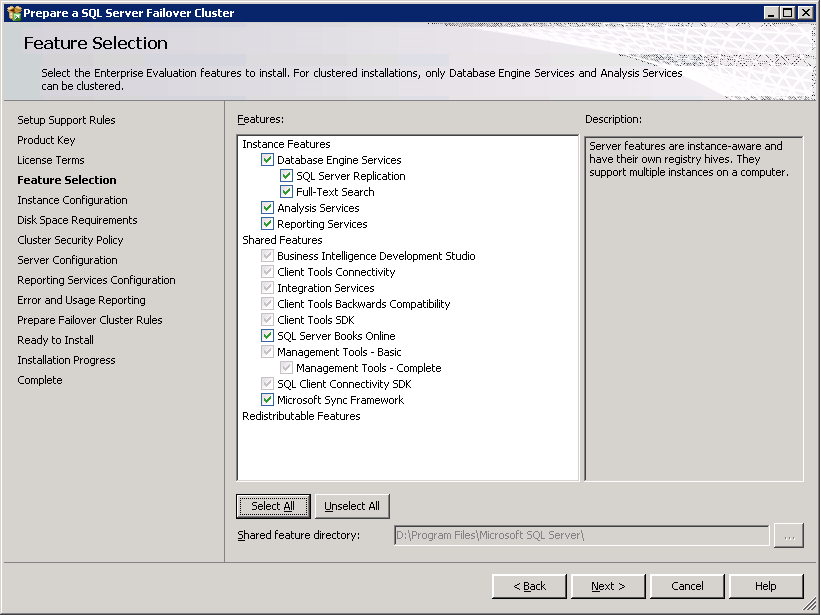 Prepare a SQL Server Failover Cluster
Feature Selection
Select the Enterprise Evaluation features to install. For clustered installations, only Database Engine Services and Analysis Services
can be clustered.
Setup Support Rules
Product Key
License Terms
Feature Selection
Instance Configuration
Disk Space Requirements
Cluster Security Policy
Server Configuration
Reporting Services Configuration
Error and Usage Reporting
Prepare Failover Cluster Rules
Ready to Install
Installation Progress
Complete
Features:
Instance Features
Database Engine Services
SQL Server Replication
Full-Text Search
Analysis Services
Reporting Services
Shared Features
Business Intelligence Development Studio
Client Tools Connectivity
Integration Services
Client Tools Backwards Compatibility
Client Tools SDK
SQL Server Books Online
Management Tools - Basic
Management Tools - Complete
SQL Client Connectivity SDK
Microsoft Sync Framework
Redistributable Features
Description:
Server features are instance-aware and
have their own registry hives. They
support multiple instances on a computer.
Select All
Unselect All
Shared feature directory:
D:\Program Files\Microsoft SQL Server\
...
< Back
Next >
Cancel
Help